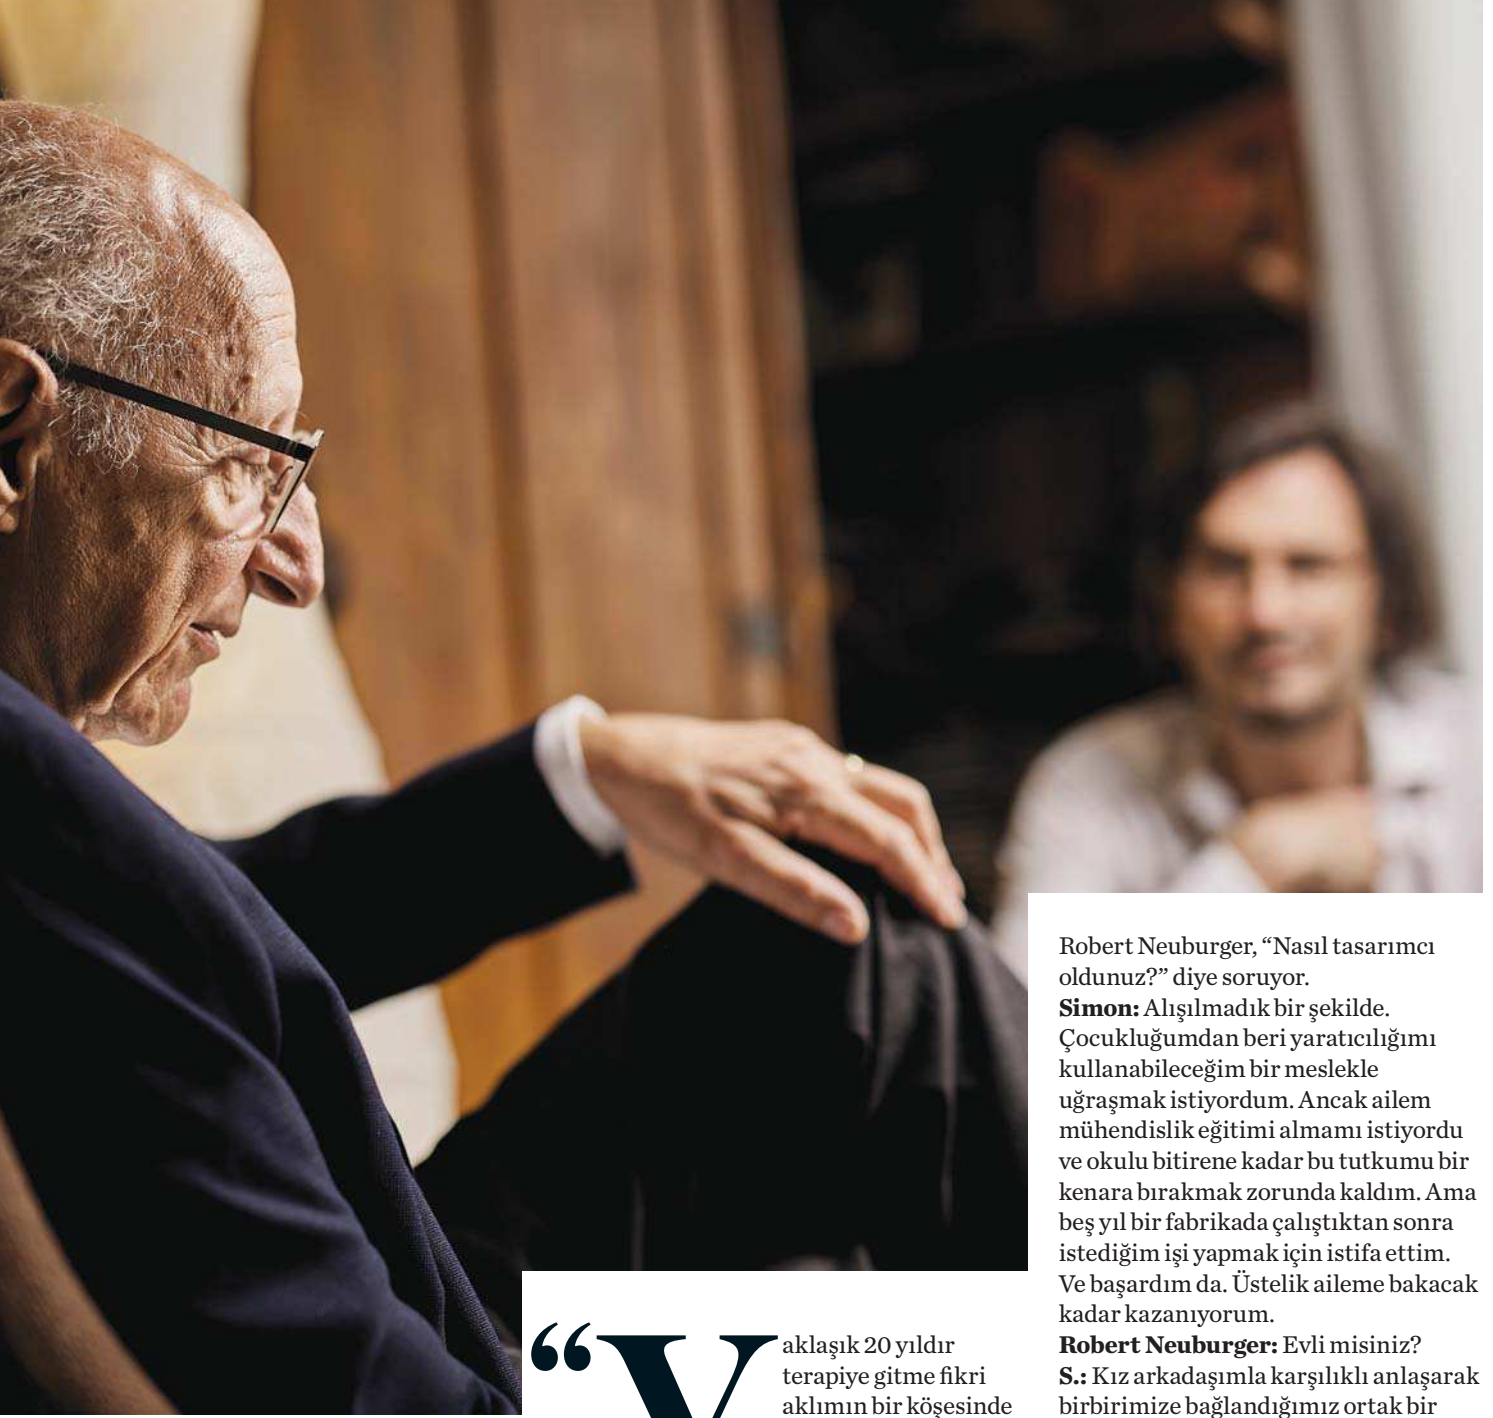 “Yaklaşık 20 yıldır
terapiye gitme fikri
aklımın bir köşesinde
Robert Neuburger, “Nasıl tasarımcı
oldunuz?” diye soruyor.
Simon: Alışılmadık bir şekilde.
Çocukluğumdan beri yaratıcılığımı
kullanabileceğim bir meslekle
uğraşmak istiyordum. Ancak ailem
mühendislik eğitimi almamı istiyordu
ve okulu bitirene kadar bu tutkumu bir
kenara bırakmak zorunda kaldım. Ama
beş yıl bir fabrikada çalıştıktan sonra
istediğim işi yapmak için istifa ettim.
Ve başardım da. Üstelik aileme bakacak
kadar kazanıyorum.
Robert Neuburger: Evli misiniz?
S.: Kız arkadaşımla karşılıklı anlaşarak
birbirimize bağlandığımız ortak bir